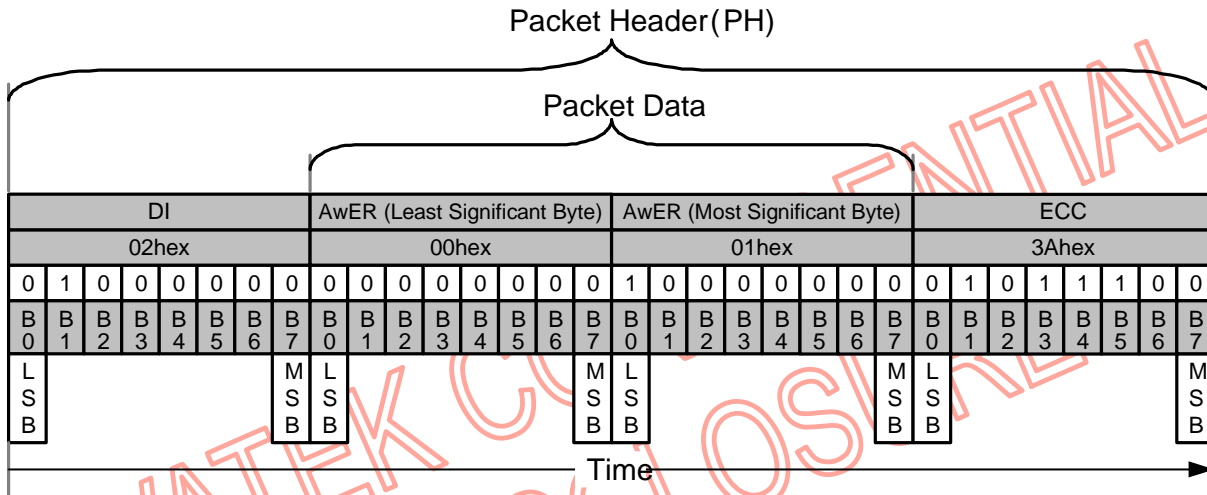 Packet Header(PH)
Packet Data
DI AwER (Least Significant Byte) AwER (Most Significant Byte) ECC
02hex 00hex 01hex 3Ahex
0 1 0 0 0 0 0 0 0 0 0 0 0 0 0 0 1 0 0 0 0 0 0 0 0 1 0 1 1 1 0 0
B0 B1 B2 B3 B4 B5 B6 B7 B0 B1 B2 B3 B4 B5 B6 B7 B0 B1 B2 B3 B4 B5 B6 B7 B0 B1 B2 B3 B4 B5 B6 B7
LSB MSB LSB MSB LSB MSB LSB MSB
Time